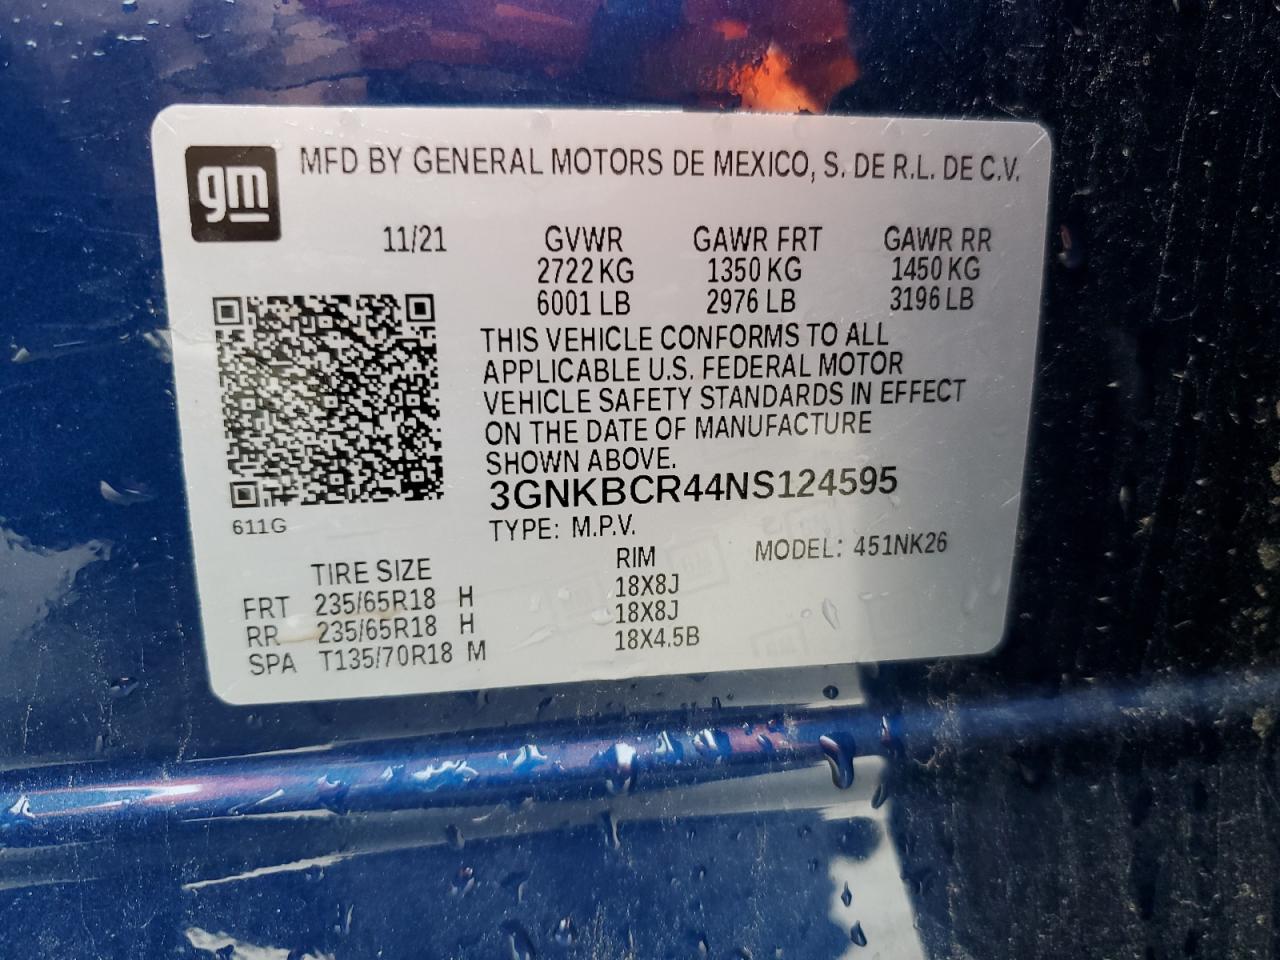 gm
MFD BY GENERAL MOTORS DE MEXICO, S. DE R.L. DE C.V.
11/21 GVWR GAWR FRT GAWR RR
2722 KG 1350 KG 1450 KG
6001 LB 2976 LB 3196 LB
THIS VEHICLE CONFORMS TO ALL
APPLICABLE U.S. FEDERAL MOTOR
VEHICLE SAFETY STANDARDS IN EFFECT
ON THE DATE OF MANUFACTURE
SHOWN ABOVE.
3GNKBCR44NS124595
611G
TYPE: M.P.V. MODEL: 451NK26
TIRE SIZE RIM
FRT 235/65R18 H 18X8J
RR 235/65R18 H 18X8J
SPA T135/70R18 M 18X4.5B